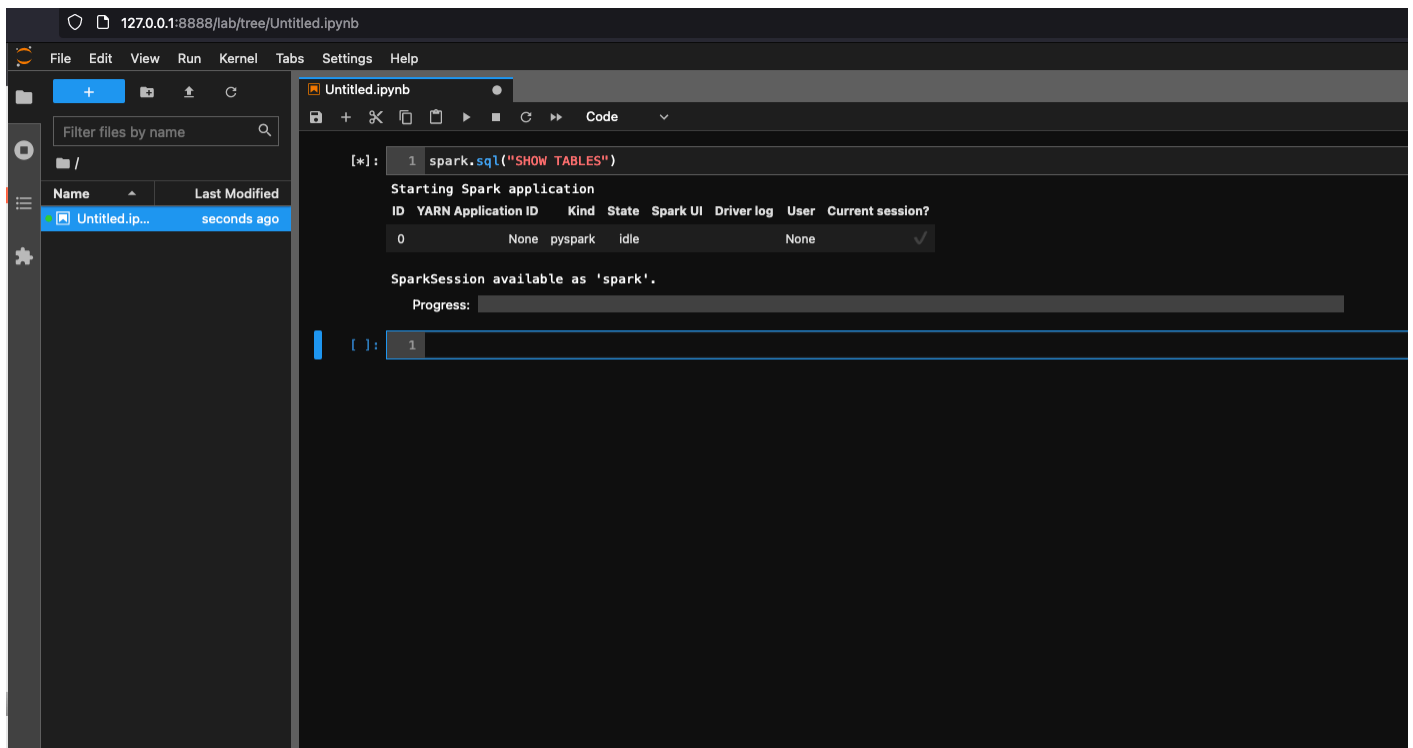 127.0.0.1:8888/lab/tree/Untitled.ipynb
File Edit View Run Kernel Tabs Settings Help
+
Filter files by name
/
Name Last Modified
Untitled.ip... seconds ago
Untitled.ipynb
Code
[*]: 1 spark.sql("SHOW TABLES")
Starting Spark application
ID YARN Application ID Kind State Spark UI Driver log User Current session?
0 None pyspark idle None ✓
SparkSession available as 'spark'.
Progress:
[ ]: 1